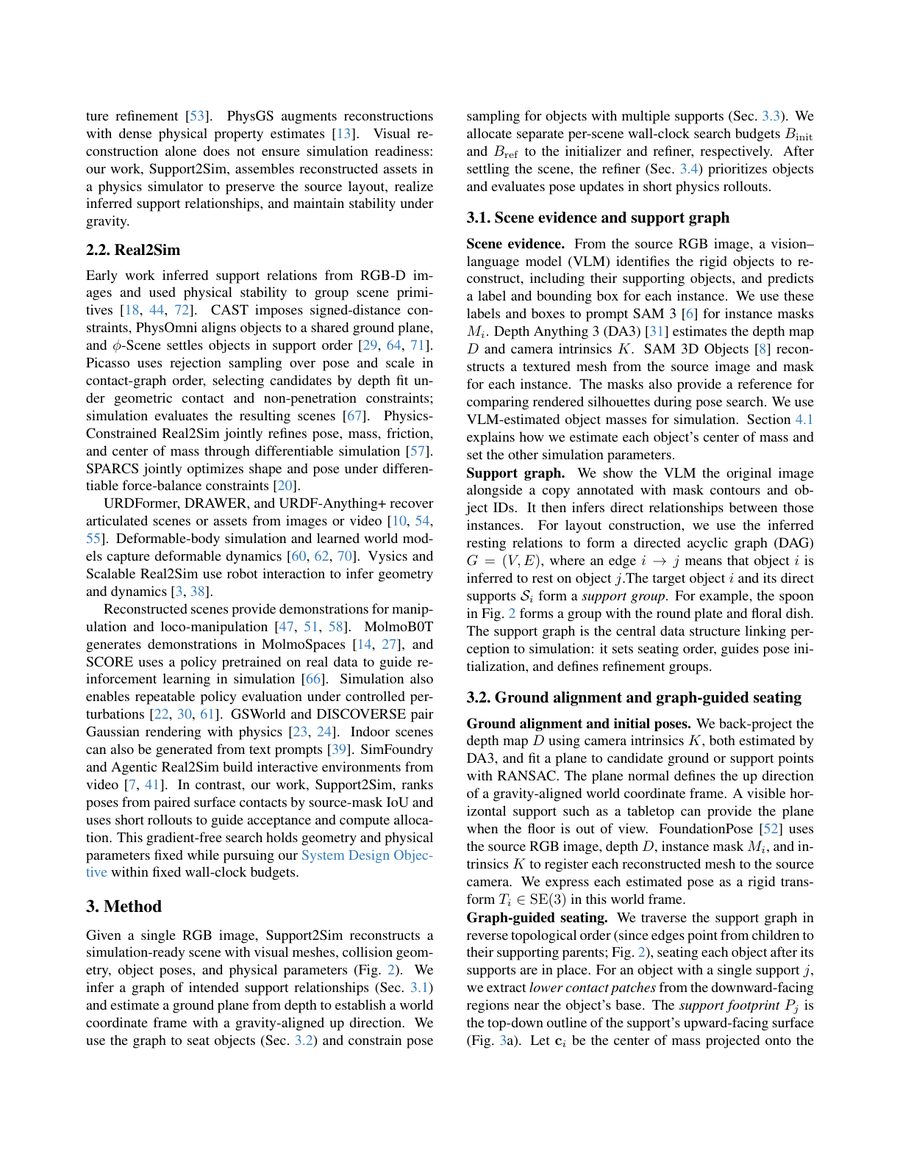 ture refinement [53]. PhysGS augments reconstructions
with dense physical property estimates [13]. Visual re-
construction alone does not ensure simulation readiness:
our work, Support2Sim, assembles reconstructed assets in
a physics simulator to preserve the source layout, realize
inferred support relationships, and maintain stability under
gravity.
2.2. Real2Sim
Early work inferred support relations from RGB-D im-
ages and used physical stability to group scene primi-
tives [18, 44, 72]. CAST imposes signed-distance con-
straints, PhysOmni aligns objects to a shared ground plane,
and ϕ-Scene settles objects in support order [29, 64, 71].
Picasso uses rejection sampling over pose and scale in
contact-graph order, selecting candidates by depth fit un-
der geometric contact and non-penetration constraints;
simulation evaluates the resulting scenes [67]. Physics-
Constrained Real2Sim jointly refines pose, mass, friction,
and center of mass through differentiable simulation [57].
SPARCS jointly optimizes shape and pose under differen-
tiable force-balance constraints [20].
URDFormer, DRAWER, and URDF-Anything+ recover
articulated scenes or assets from images or video [10, 54,
55]. Deformable-body simulation and learned world mod-
els capture deformable dynamics [60, 62, 70]. Vysics and
Scalable Real2Sim use robot interaction to infer geometry
and dynamics [3, 38].
Reconstructed scenes provide demonstrations for manip-
ulation and loco-manipulation [47, 51, 58]. MolmoB0T
generates demonstrations in MolmoSpaces [14, 27], and
SCORE uses a policy pretrained on real data to guide re-
inforcement learning in simulation [66]. Simulation also
enables repeatable policy evaluation under controlled per-
turbations [22, 30, 61]. GSWorld and DISCOVERSE pair
Gaussian rendering with physics [23, 24]. Indoor scenes
can also be generated from text prompts [39]. SimFoundry
and Agentic Real2Sim build interactive environments from
video [7, 41]. In contrast, our work, Support2Sim, ranks
poses from paired surface contacts by source-mask IoU and
uses short rollouts to guide acceptance and compute alloca-
tion. This gradient-free search holds geometry and physical
parameters fixed while pursuing our System Design Objec-
tive within fixed wall-clock budgets.
3. Method
Given a single RGB image, Support2Sim reconstructs a
simulation-ready scene with visual meshes, collision geom-
etry, object poses, and physical parameters (Fig. 2). We
infer a graph of intended support relationships (Sec. 3.1)
and estimate a ground plane from depth to establish a world
coordinate frame with a gravity-aligned up direction. We
use the graph to seat objects (Sec. 3.2) and constrain pose
sampling for objects with multiple supports (Sec. 3.3). We
allocate separate per-scene wall-clock search budgets B_init
and B_ref to the initializer and refiner, respectively. After
settling the scene, the refiner (Sec. 3.4) prioritizes objects
and evaluates pose updates in short physics rollouts.
3.1. Scene evidence and support graph
Scene evidence. From the source RGB image, a vision–
language model (VLM) identifies the rigid objects to re-
construct, including their supporting objects, and predicts
a label and bounding box for each instance. We use these
labels and boxes to prompt SAM 3 [6] for instance masks
M_i. Depth Anything 3 (DA3) [31] estimates the depth map
D and camera intrinsics K. SAM 3D Objects [8] recon-
structs a textured mesh from the source image and mask
for each instance. The masks also provide a reference for
comparing rendered silhouettes during pose search. We use
VLM-estimated object masses for simulation. Section 4.1
explains how we estimate each object's center of mass and
set the other simulation parameters.
Support graph. We show the VLM the original image
alongside a copy annotated with mask contours and ob-
ject IDs. It then infers direct relationships between those
instances. For layout construction, we use the inferred
resting relations to form a directed acyclic graph (DAG)
G = (V, E), where an edge i → j means that object i is
inferred to rest on object j.The target object i and its direct
supports S_i form a support group. For example, the spoon
in Fig. 2 forms a group with the round plate and floral dish.
The support graph is the central data structure linking per-
ception to simulation: it sets seating order, guides pose ini-
tialization, and defines refinement groups.
3.2. Ground alignment and graph-guided seating
Ground alignment and initial poses. We back-project the
depth map D using camera intrinsics K, both estimated by
DA3, and fit a plane to candidate ground or support points
with RANSAC. The plane normal defines the up direction
of a gravity-aligned world coordinate frame. A visible hor-
izontal support such as a tabletop can provide the plane
when the floor is out of view. FoundationPose [52] uses
the source RGB image, depth D, instance mask M_i, and in-
trinsics K to register each reconstructed mesh to the source
camera. We express each estimated pose as a rigid trans-
form T_i ∈ SE(3) in this world frame.
Graph-guided seating. We traverse the support graph in
reverse topological order (since edges point from children to
their supporting parents; Fig. 2), seating each object after its
supports are in place. For an object with a single support j,
we extract lower contact patches from the downward-facing
regions near the object's base. The support footprint P_j is
the top-down outline of the support's upward-facing surface
(Fig. 3a). Let c_i be the center of mass projected onto the